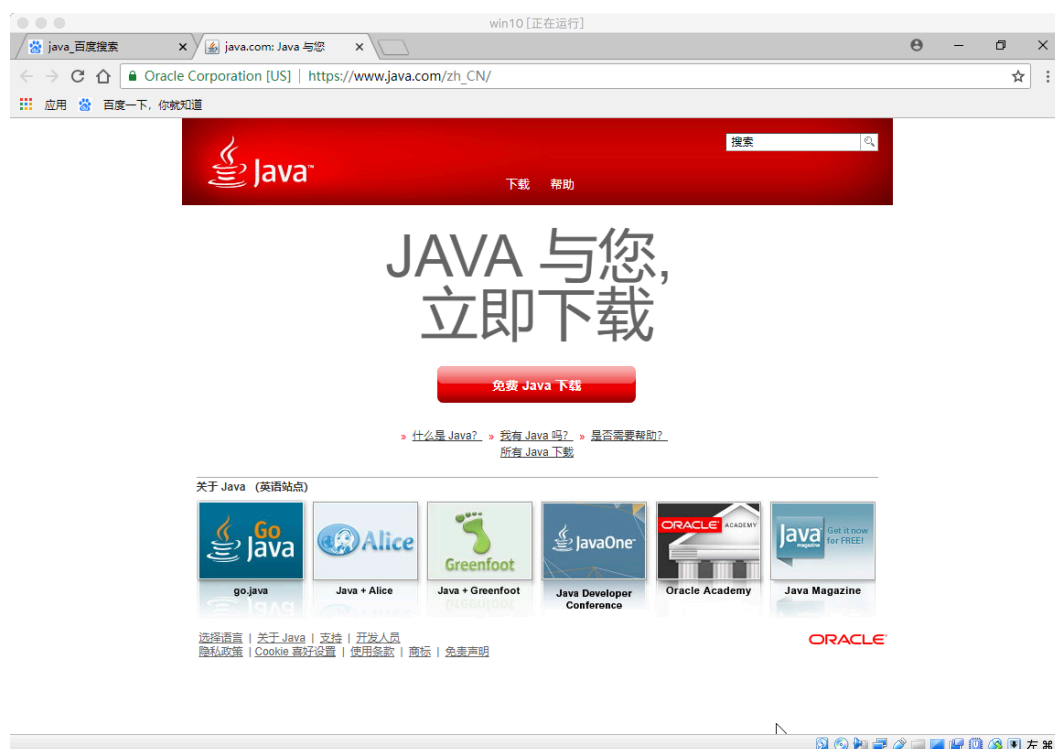 win10 [正在运行]
java_百度搜索
java.com: Java 与您
Oracle Corporation [US] | https://www.java.com/zh_CN/
应用 百度一下，你就知道
Java™
搜索
下载 帮助
JAVA 与您,
立即下载
免费 Java 下载
» 什么是 Java? » 我有 Java 吗? » 是否需要帮助?
所有 Java 下载
关于 Java (英语站点)
Go
Java
Alice
Greenfoot
JavaOne
ORACLE ACADEMY
Java magazine
Get it now
for FREE!
go.java
Java + Alice
Java + Greenfoot
Java Developer
Conference
Oracle Academy
Java Magazine
选择语言 | 关于 Java | 支持 | 开发人员
隐私政策 | Cookie 喜好设置 | 使用条款 | 商标 | 免责声明
ORACLE
左 ⌘